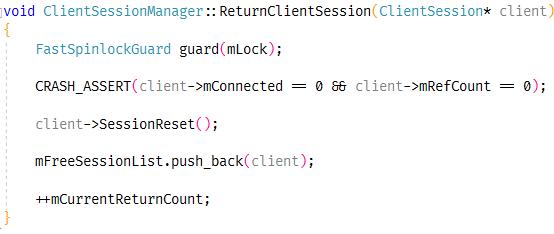 void ClientSessionManager::ReturnClientSession(ClientSession* client)
{
FastSpinlockGuard guard(mLock);
CRASH_ASSERT(client->mConnected == 0 && client->mRefCount == 0);
client->SessionReset();
mFreeSessionList.push_back(client);
++mCurrentReturnCount;
}